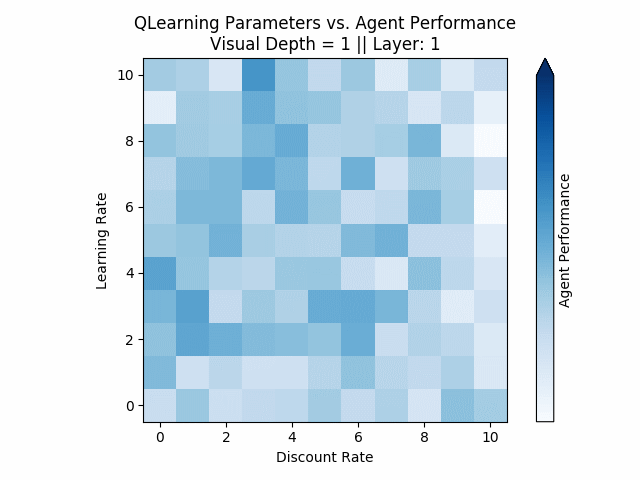 QLearning Parameters vs. Agent Performance
Visual Depth = 1 || Layer: 1
10
8
6
4
2
0
Learning Rate
0 2 4 6 8 10
Discount Rate
Agent Performance